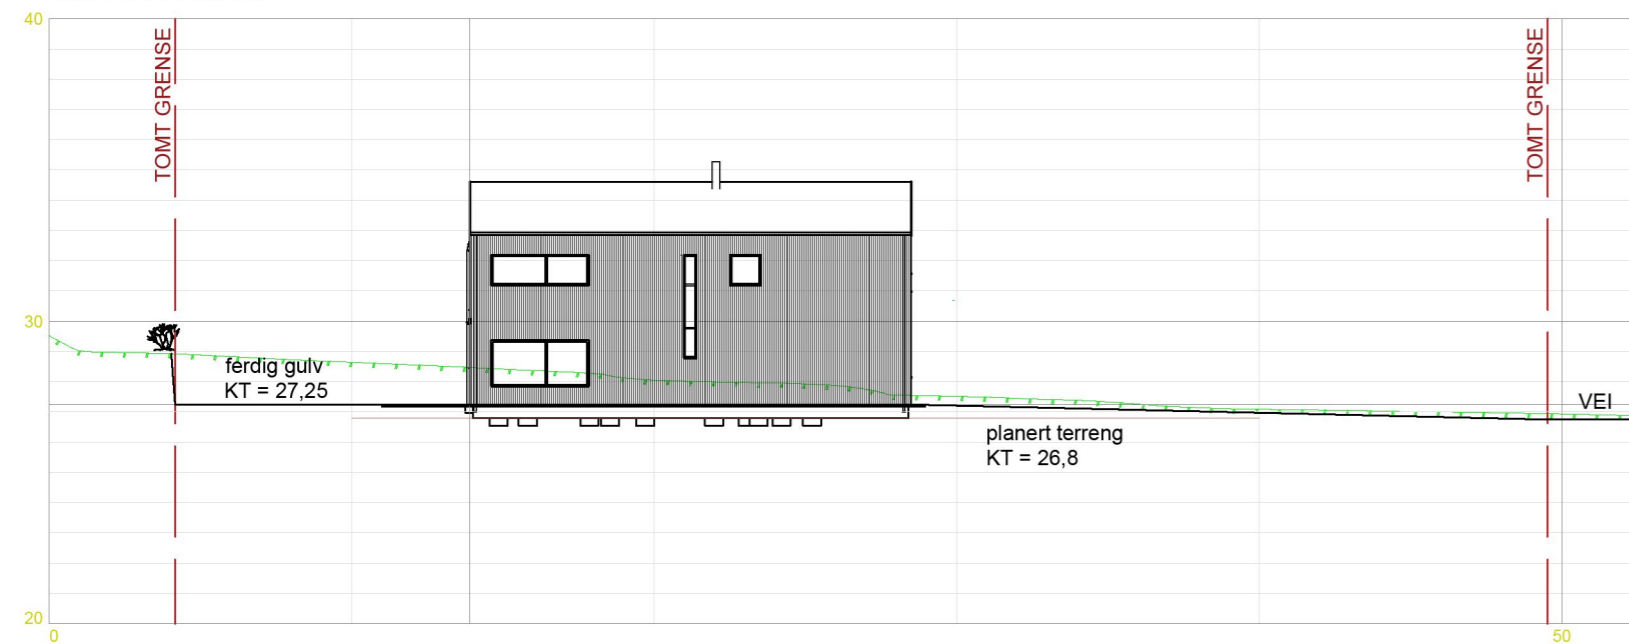 40
TOMT GRENSE
TOMT GRENSE
30
ferdig gulv
KT = 27,25
VEI
planert terreng
KT = 26,8
20
0
50